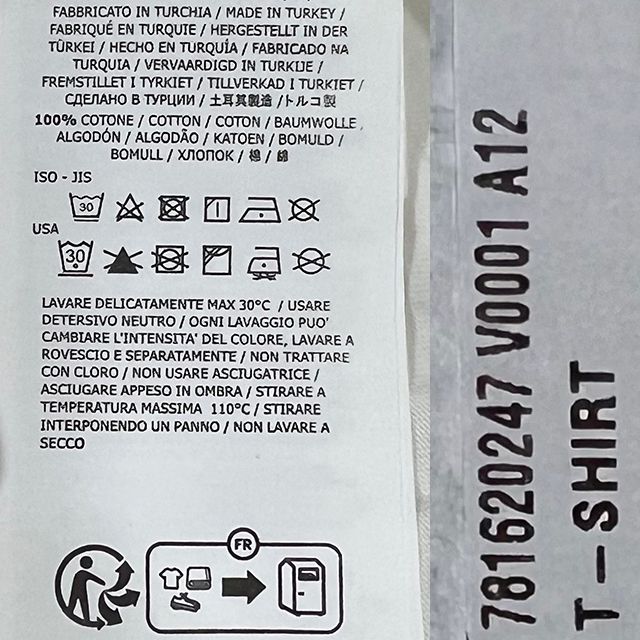 FABBRICATO IN TURCHIA / MADE IN TURKEY /
FABRIQUÉ EN TURQUIE / HERGESTELLT IN DER
TÜRKEI / HECHO EN TURQUÍA / FABRICADO NA
TURQUIA / VERVAARDIGD IN TURKIJE /
FREMSTILLET I TYRKIET / TILLVERKAD I TURKIET /
СДЕЛАНО В ТУРЦИИ / 土耳其製造 / トルコ製
100% COTONE / COTTON / COTON / BAUMWOLLE /
ALGODÓN / ALGODÃO / KATOEN / BOMULD /
BOMULL / ХЛОПОК / 棉 / 綿
ISO - JIS
30
USA
30
LAVARE DELICATAMENTE MAX 30°C / USARE
DETERSIVO NEUTRO / OGNI LAVAGGIO PUO'
CAMBIARE L'INTENSITA' DEL COLORE, LAVARE A
ROVESCIO E SEPARATAMENTE / NON TRATTARE
CON CLORO / NON USARE ASCIUGATRICE /
ASCIUGARE APPESO IN OMBRA / STIRARE A
TEMPERATURA MASSIMA 110°C / STIRARE
INTERPONENDO UN PANNO / NON LAVARE A
SECCO
FR
781620247 V0001 A12
T-SHIRT